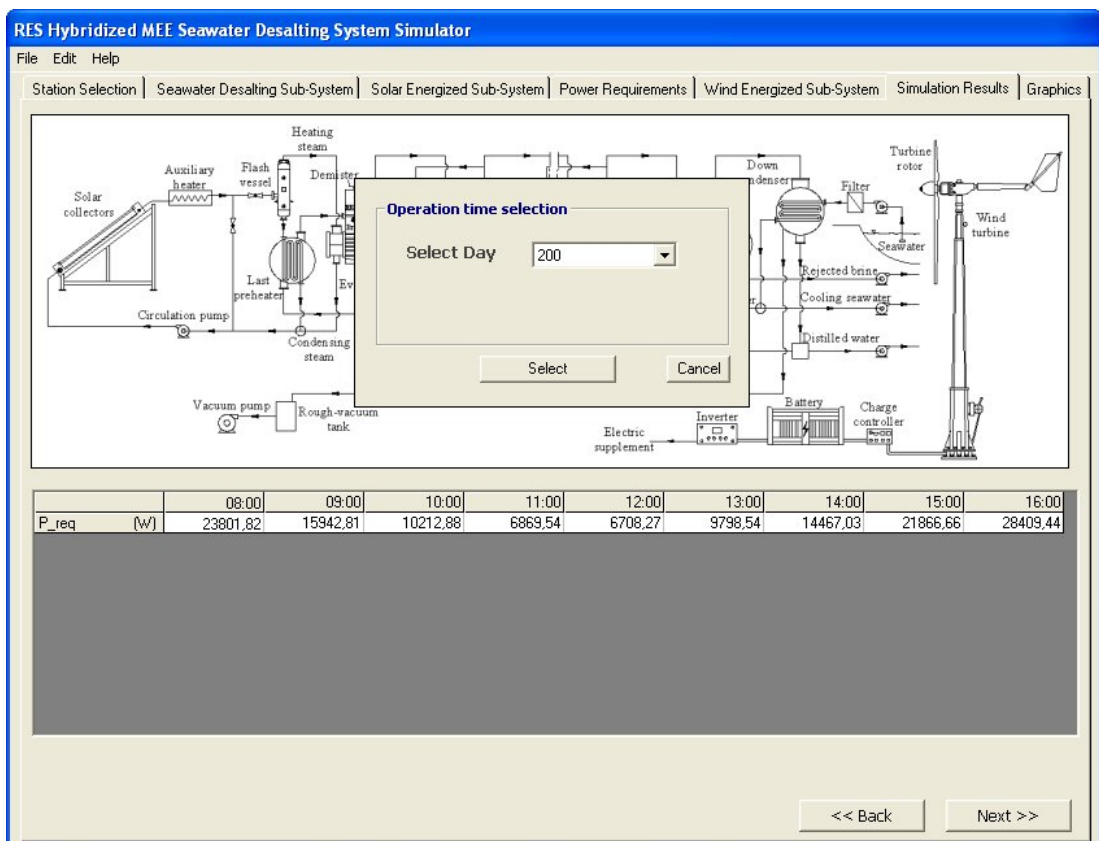 RES Hybridized MEE Seawater Desalting System Simulator
File Edit Help
Station Selection Seawater Desalting Sub-System Solar Energized Sub-System Power Requirements Wind Energized Sub-System Simulation Results Graphics
Heating
steam
Auxiliary
heater
Flash
vessel
Demister
Solar
collectors
Last
preheater
Circulation pump
Condensing
steam
Vacuum pump
Rough-vacuum
tank
Operation time selection
Select Day 200
Select Cancel
Down
Filter
Seawater
Rejected brine
Cooling seawater
Distilled water
Turbine
rotor
Wind
turbine
Inverter
Battery
Charge
controller
Electric
supplement
08:00 09:00 10:00 11:00 12:00 13:00 14:00 15:00 16:00
P_req (W) 23801,82 15942,81 10212,88 6869,54 6708,27 9798,54 14467,03 21866,66 28409,44
<< Back Next >>